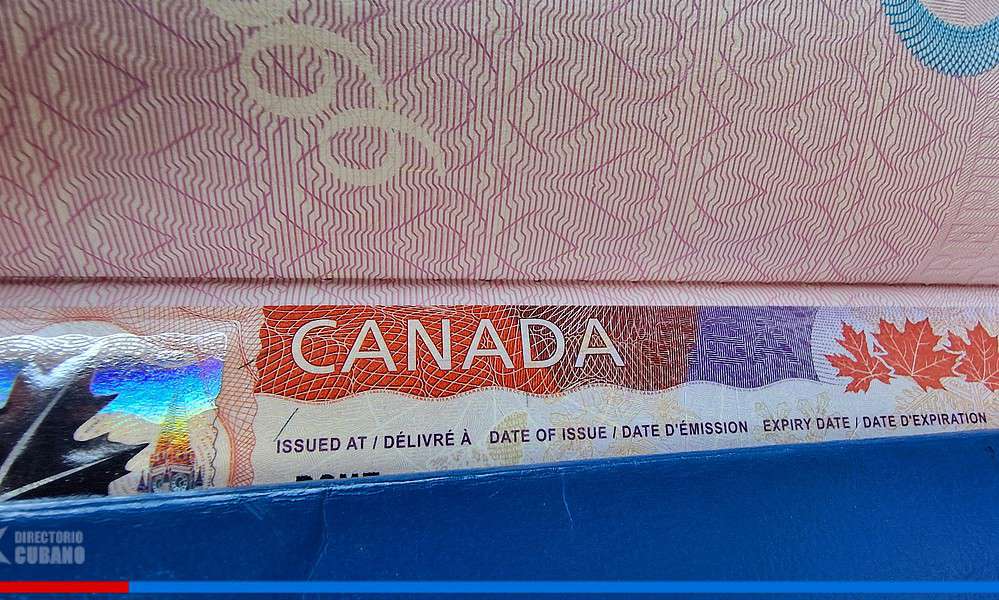 CANADA
ISSUED AT / DÉLIVRÉ À DATE OF ISSUE / DATE D'ÉMISSION EXPIRY DATE / DATE D'EXPIRATION
DIRECTORIO
CUBANO